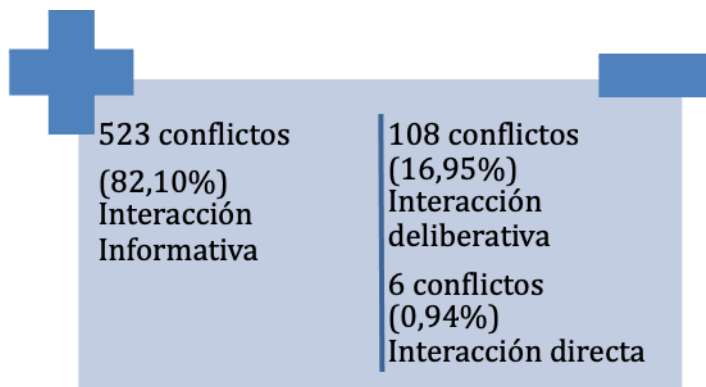 523 conflictos
(82,10%)
Interacción
Informativa
108 conflictos
(16,95%)
Interacción
deliberativa
6 conflictos
(0,94%)
Interacción directa